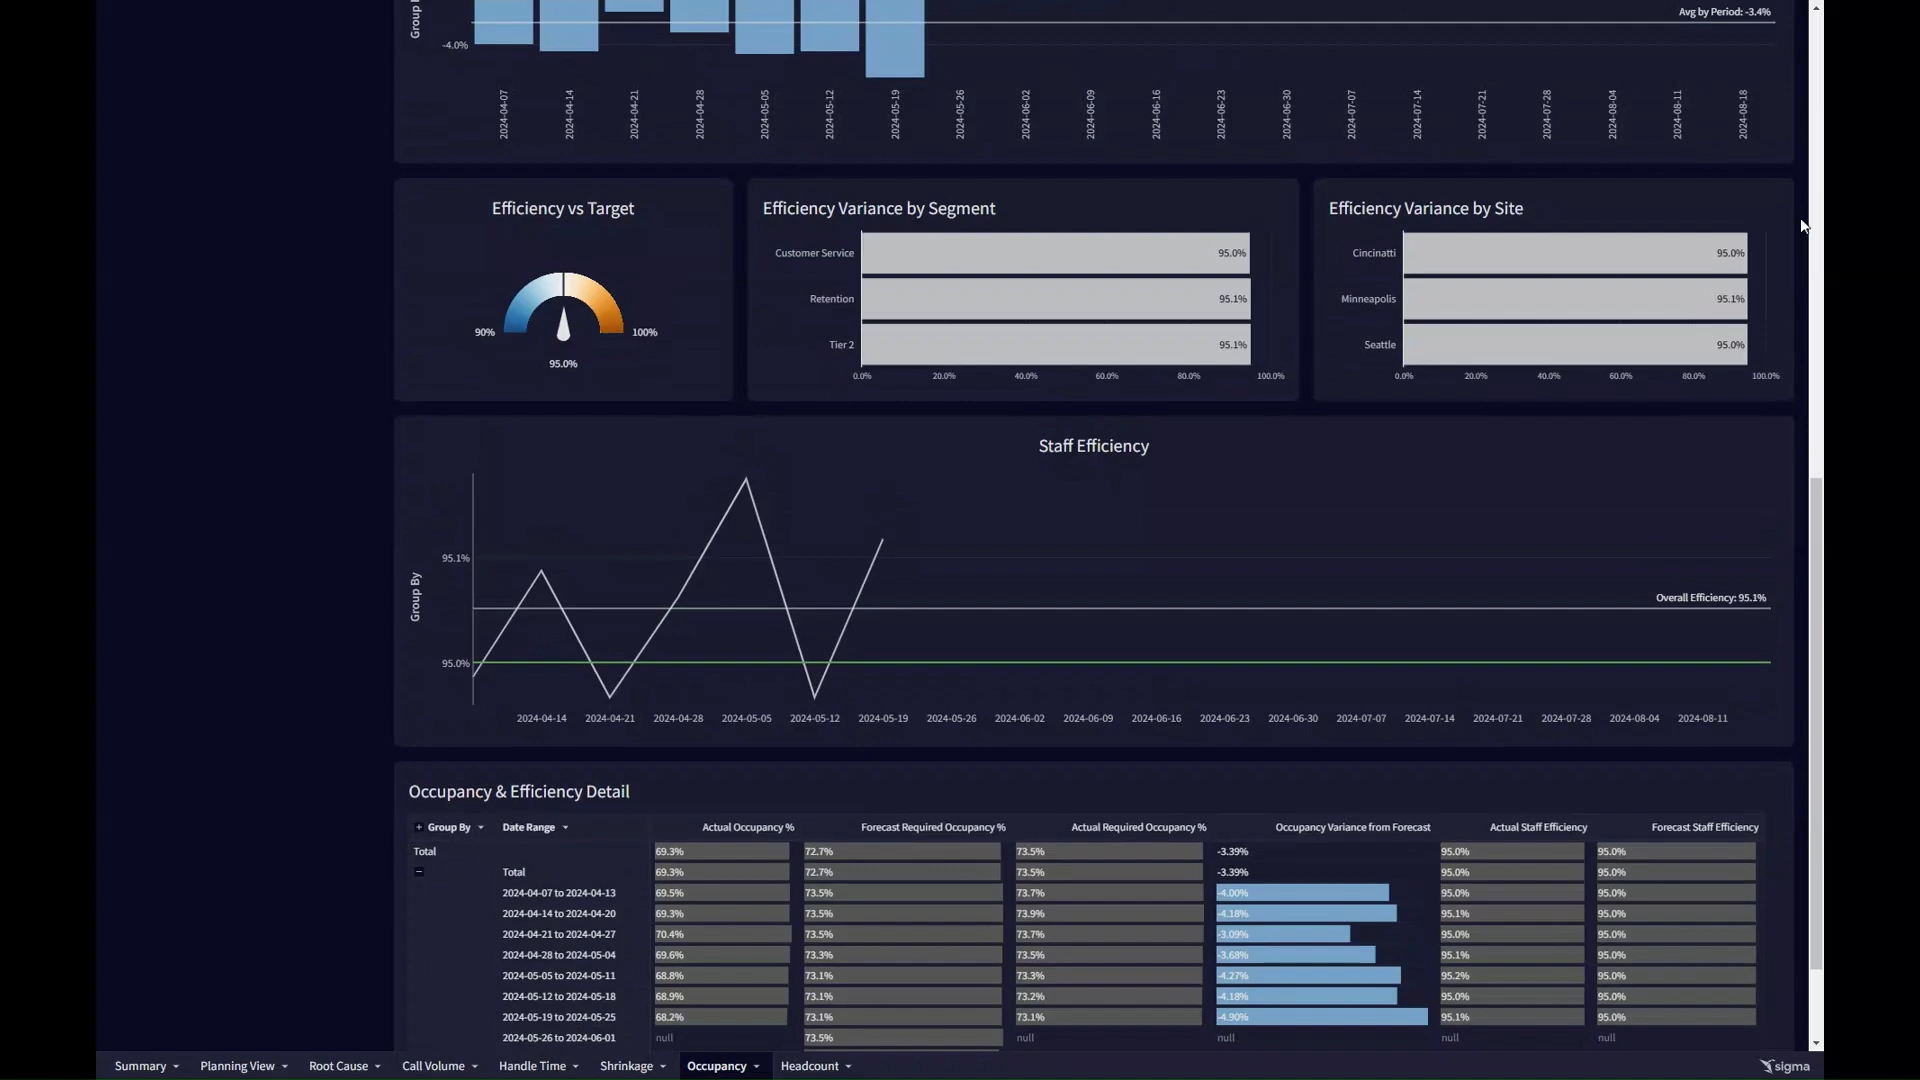 Group By
Avg by Period: -3.4%
-4.0%
2024-04-07 2024-04-14 2024-04-21 2024-04-28 2024-05-05 2024-05-12 2024-05-19 2024-05-26 2024-06-02 2024-06-09 2024-06-16 2024-06-23 2024-06-30 2024-07-07 2024-07-14 2024-07-21 2024-07-28 2024-08-04 2024-08-11 2024-08-18
Efficiency vs Target
90% 100%
95.0%
Efficiency Variance by Segment
Customer Service 95.0%
Retention 95.1%
Tier 2 95.1%
0.0% 20.0% 40.0% 60.0% 80.0% 100.0%
Efficiency Variance by Site
Cincinatti 95.0%
Minneapolis 95.1%
Seattle 95.0%
0.0% 20.0% 40.0% 60.0% 80.0% 100.0%
Staff Efficiency
Group By
95.1%
Overall Efficiency: 95.1%
95.0%
2024-04-14 2024-04-21 2024-04-28 2024-05-05 2024-05-12 2024-05-19 2024-05-26 2024-06-02 2024-06-09 2024-06-16 2024-06-23 2024-06-30 2024-07-07 2024-07-14 2024-07-21 2024-07-28 2024-08-04 2024-08-11
Occupancy & Efficiency Detail
Group By Date Range Actual Occupancy % Forecast Required Occupancy % Actual Required Occupancy % Occupancy Variance from Forecast Actual Staff Efficiency Forecast Staff Efficiency
Total 69.3% 72.7% 73.5% -3.39% 95.0% 95.0%
Total 69.3% 72.7% 73.5% -3.39% 95.0% 95.0%
2024-04-07 to 2024-04-13 69.5% 73.5% 73.7% -4.00% 95.0% 95.0%
2024-04-14 to 2024-04-20 69.3% 73.5% 73.9% -4.18% 95.1% 95.0%
2024-04-21 to 2024-04-27 70.4% 73.5% 73.7% -3.09% 95.0% 95.0%
2024-04-28 to 2024-05-04 69.6% 73.3% 73.5% -3.68% 95.1% 95.0%
2024-05-05 to 2024-05-11 68.8% 73.1% 73.3% -4.27% 95.2% 95.0%
2024-05-12 to 2024-05-18 68.9% 73.1% 73.2% -4.18% 95.0% 95.0%
2024-05-19 to 2024-05-25 68.2% 73.1% 73.1% -4.90% 95.1% 95.0%
2024-05-26 to 2024-06-01 null 73.5% null null null null
Summary Planning View Root Cause Call Volume Handle Time Shrinkage Occupancy Headcount sigma